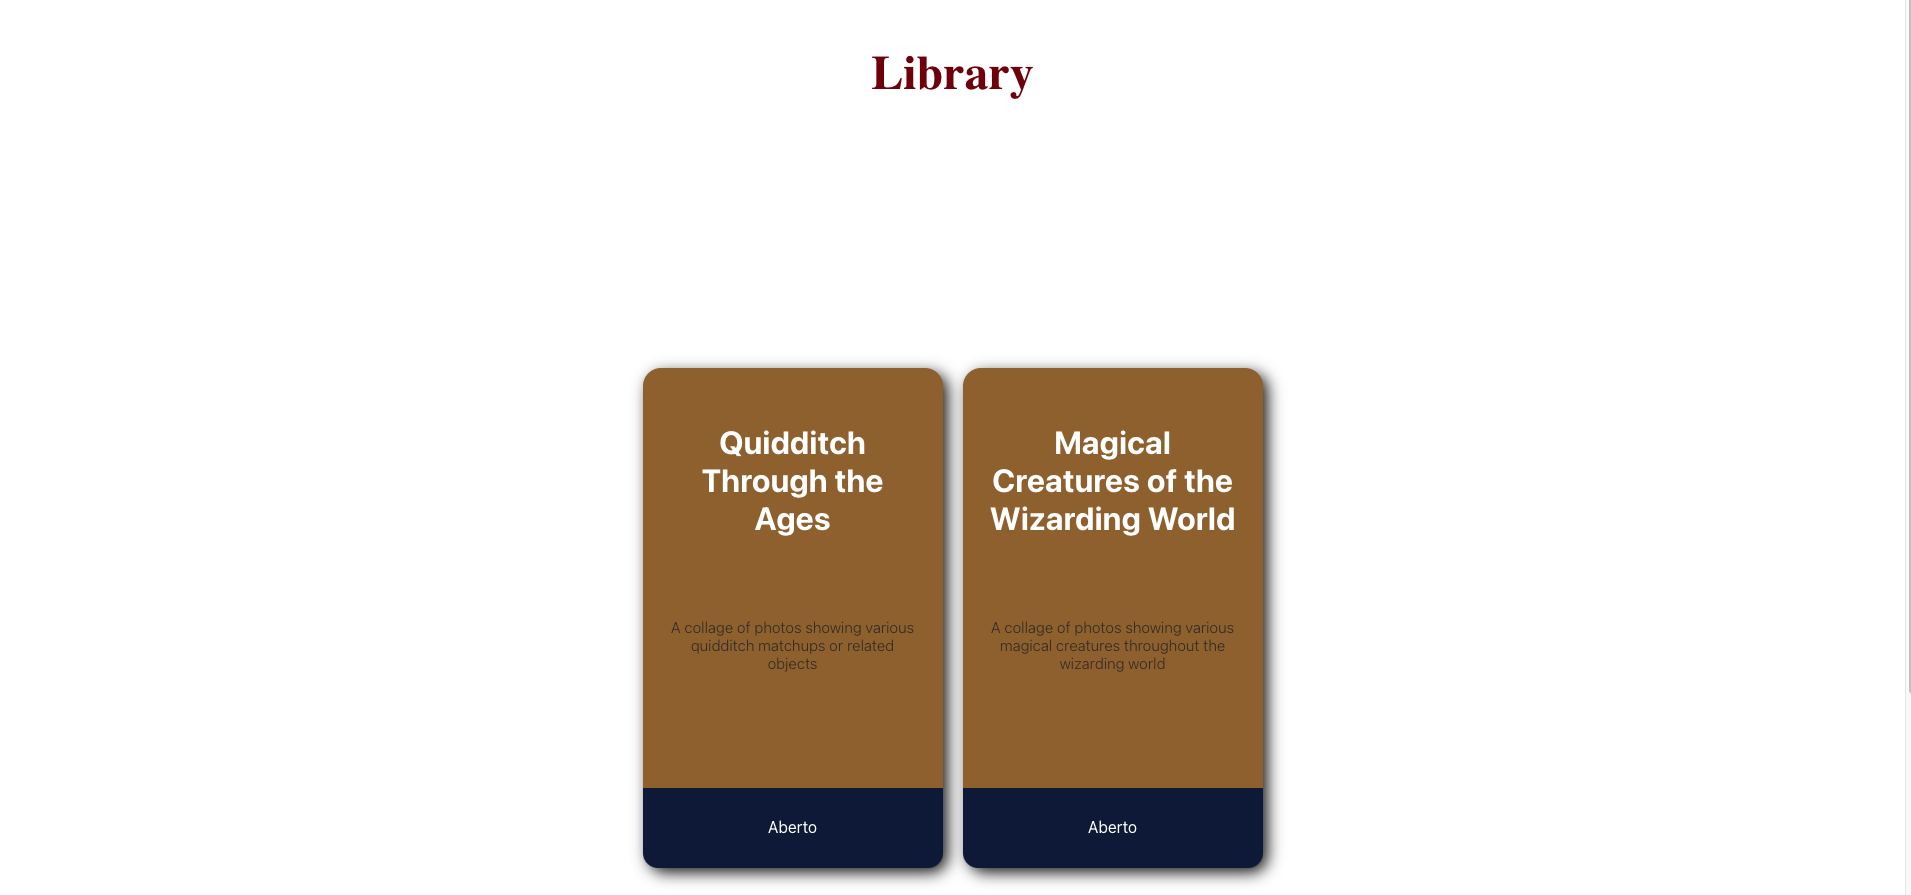 Library
Quidditch
Through the
Ages
A collage of photos showing various
quidditch matchups or related
objects
Aberto
Magical
Creatures of the
Wizarding World
A collage of photos showing various
magical creatures throughout the
wizarding world
Aberto